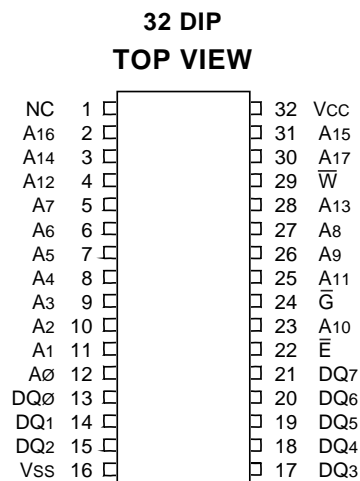 32 DIP
TOP VIEW
NC 1 32 VCC
A16 2 31 A15
A14 3 30 A17
A12 4 29 W̅
A7 5 28 A13
A6 6 27 A8
A5 7 26 A9
A4 8 25 A11
A3 9 24 G̅
A2 10 23 A10
A1 11 22 E̅
AØ 12 21 DQ7
DQØ 13 20 DQ6
DQ1 14 19 DQ5
DQ2 15 18 DQ4
VSS 16 17 DQ3